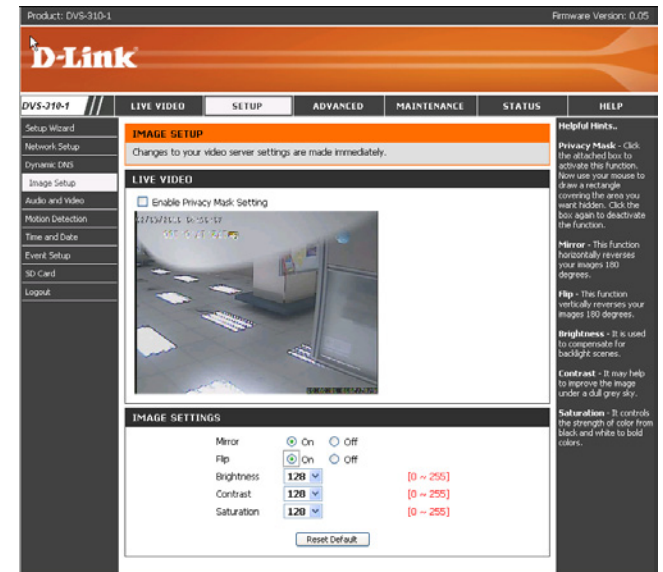 Product: DVS-310-1
Firmware Version: 0.05
D-Link
DVS-310-1
LIVE VIDEO
SETUP
ADVANCED
MAINTENANCE
STATUS
HELP
Setup Wizard
Network Setup
Dynamic DNS
Image Setup
Audio and Video
Motion Detection
Time and Date
Event Setup
SD Card
Logout
IMAGE SETUP
Changes to your video server settings are made immediately.
LIVE VIDEO
Enable Privacy Mask Setting
IMAGE SETTINGS
Mirror
On
Off
Flip
On
Off
Brightness
128
[0 ~ 255]
Contrast
128
[0 ~ 255]
Saturation
128
[0 ~ 255]
Reset Default
Helpful Hints..
Privacy Mask - Click
the attached box to
activate this function.
Now use your mouse to
draw a rectangle
covering the area you
want hidden. Click the
box again to deactivate
the function.
Mirror - This function
horizontally reverses
your images 180
degrees.
Flip - This function
vertically reverses your
images 180 degrees.
Brightness - It is used
to compensate for
backlight scenes.
Contrast - It may help
to improve the image
under a dull grey sky.
Saturation - It controls
the strength of color from
black and white to bold
colors.